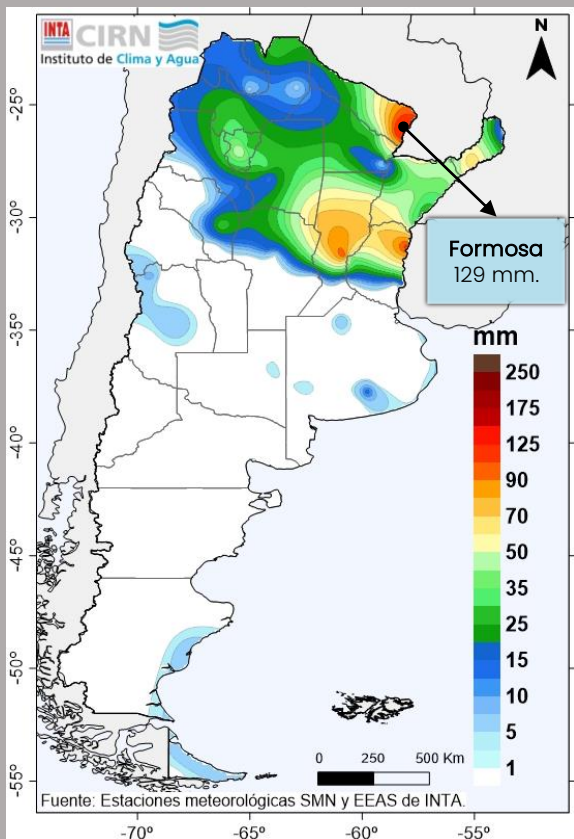 INTA
CIRN
Instituto de Clima y Agua
N
-25°
-30°
-35°
-40°
-45°
-50°
-55°
Formosa
129 mm.
mm
250
175
125
90
70
50
35
25
15
10
5
1
0 250 500 Km
Fuente: Estaciones meteorológicas SMN y EEAS de INTA.
-70° -65° -60° -55°